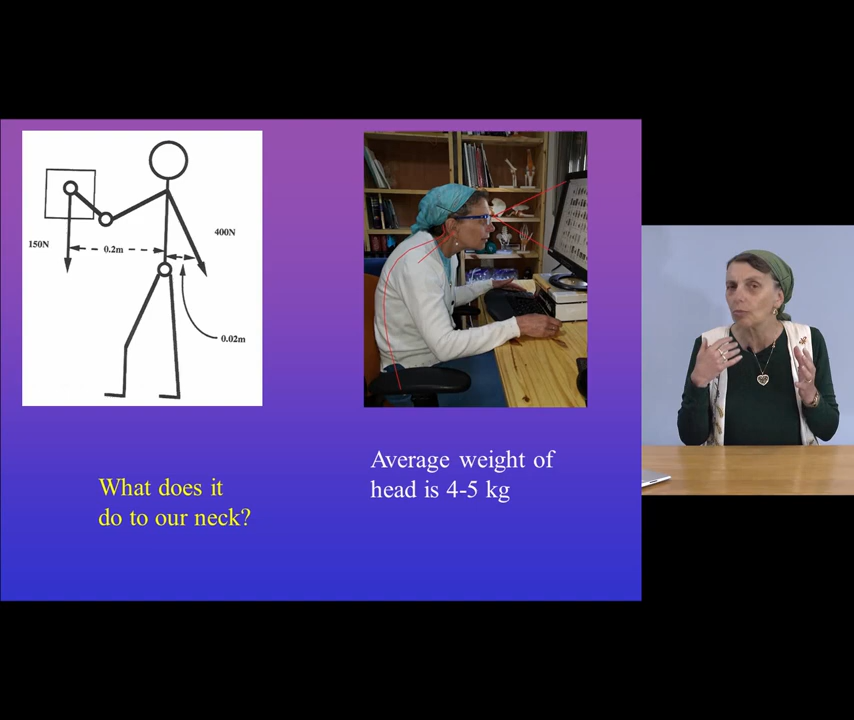 150N
0.2m
400N
0.02m
Average weight of
head is 4-5 kg
What does it
do to our neck?